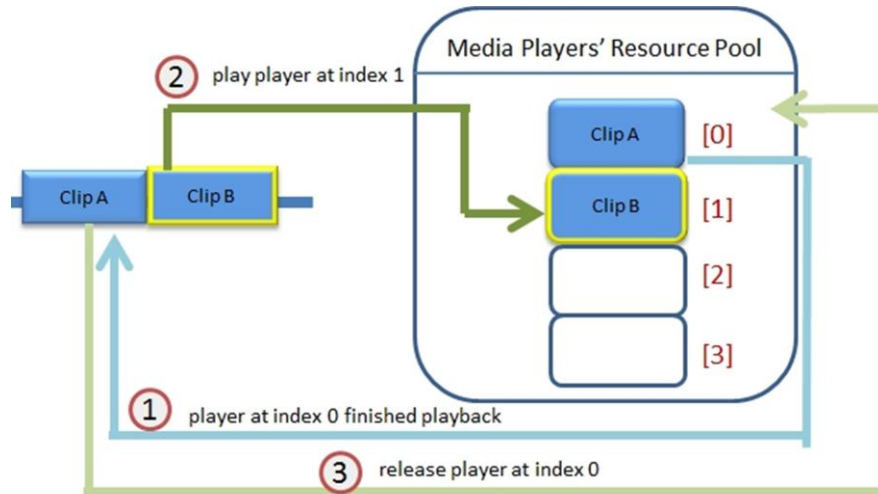 Media Players' Resource Pool
2 play player at index 1
Clip A [0]
Clip A Clip B
Clip B [1]
[2]
[3]
1 player at index 0 finished playback
3 release player at index 0